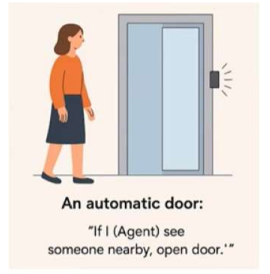 An automatic door:
"If I (Agent) see
someone nearby, open door.'"